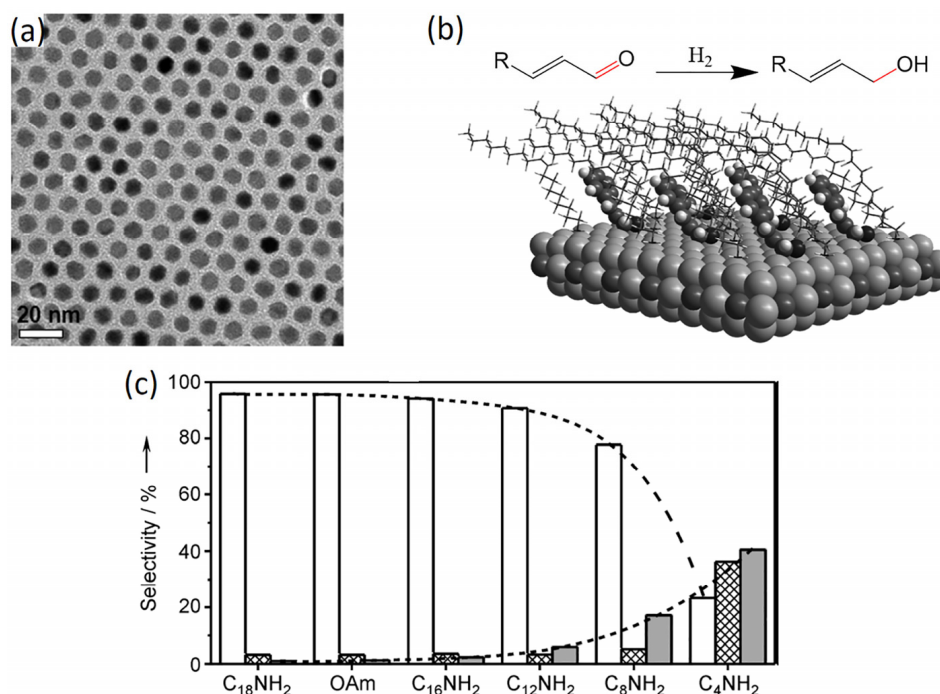 (a)
20 nm
(b)
R
O
H₂
R
OH
(c)
Selectivity / % →
100
80
60
40
20
0
C₁₈NH₂ OAm C₁₆NH₂ C₁₂NH₂ C₈NH₂ C₄NH₂